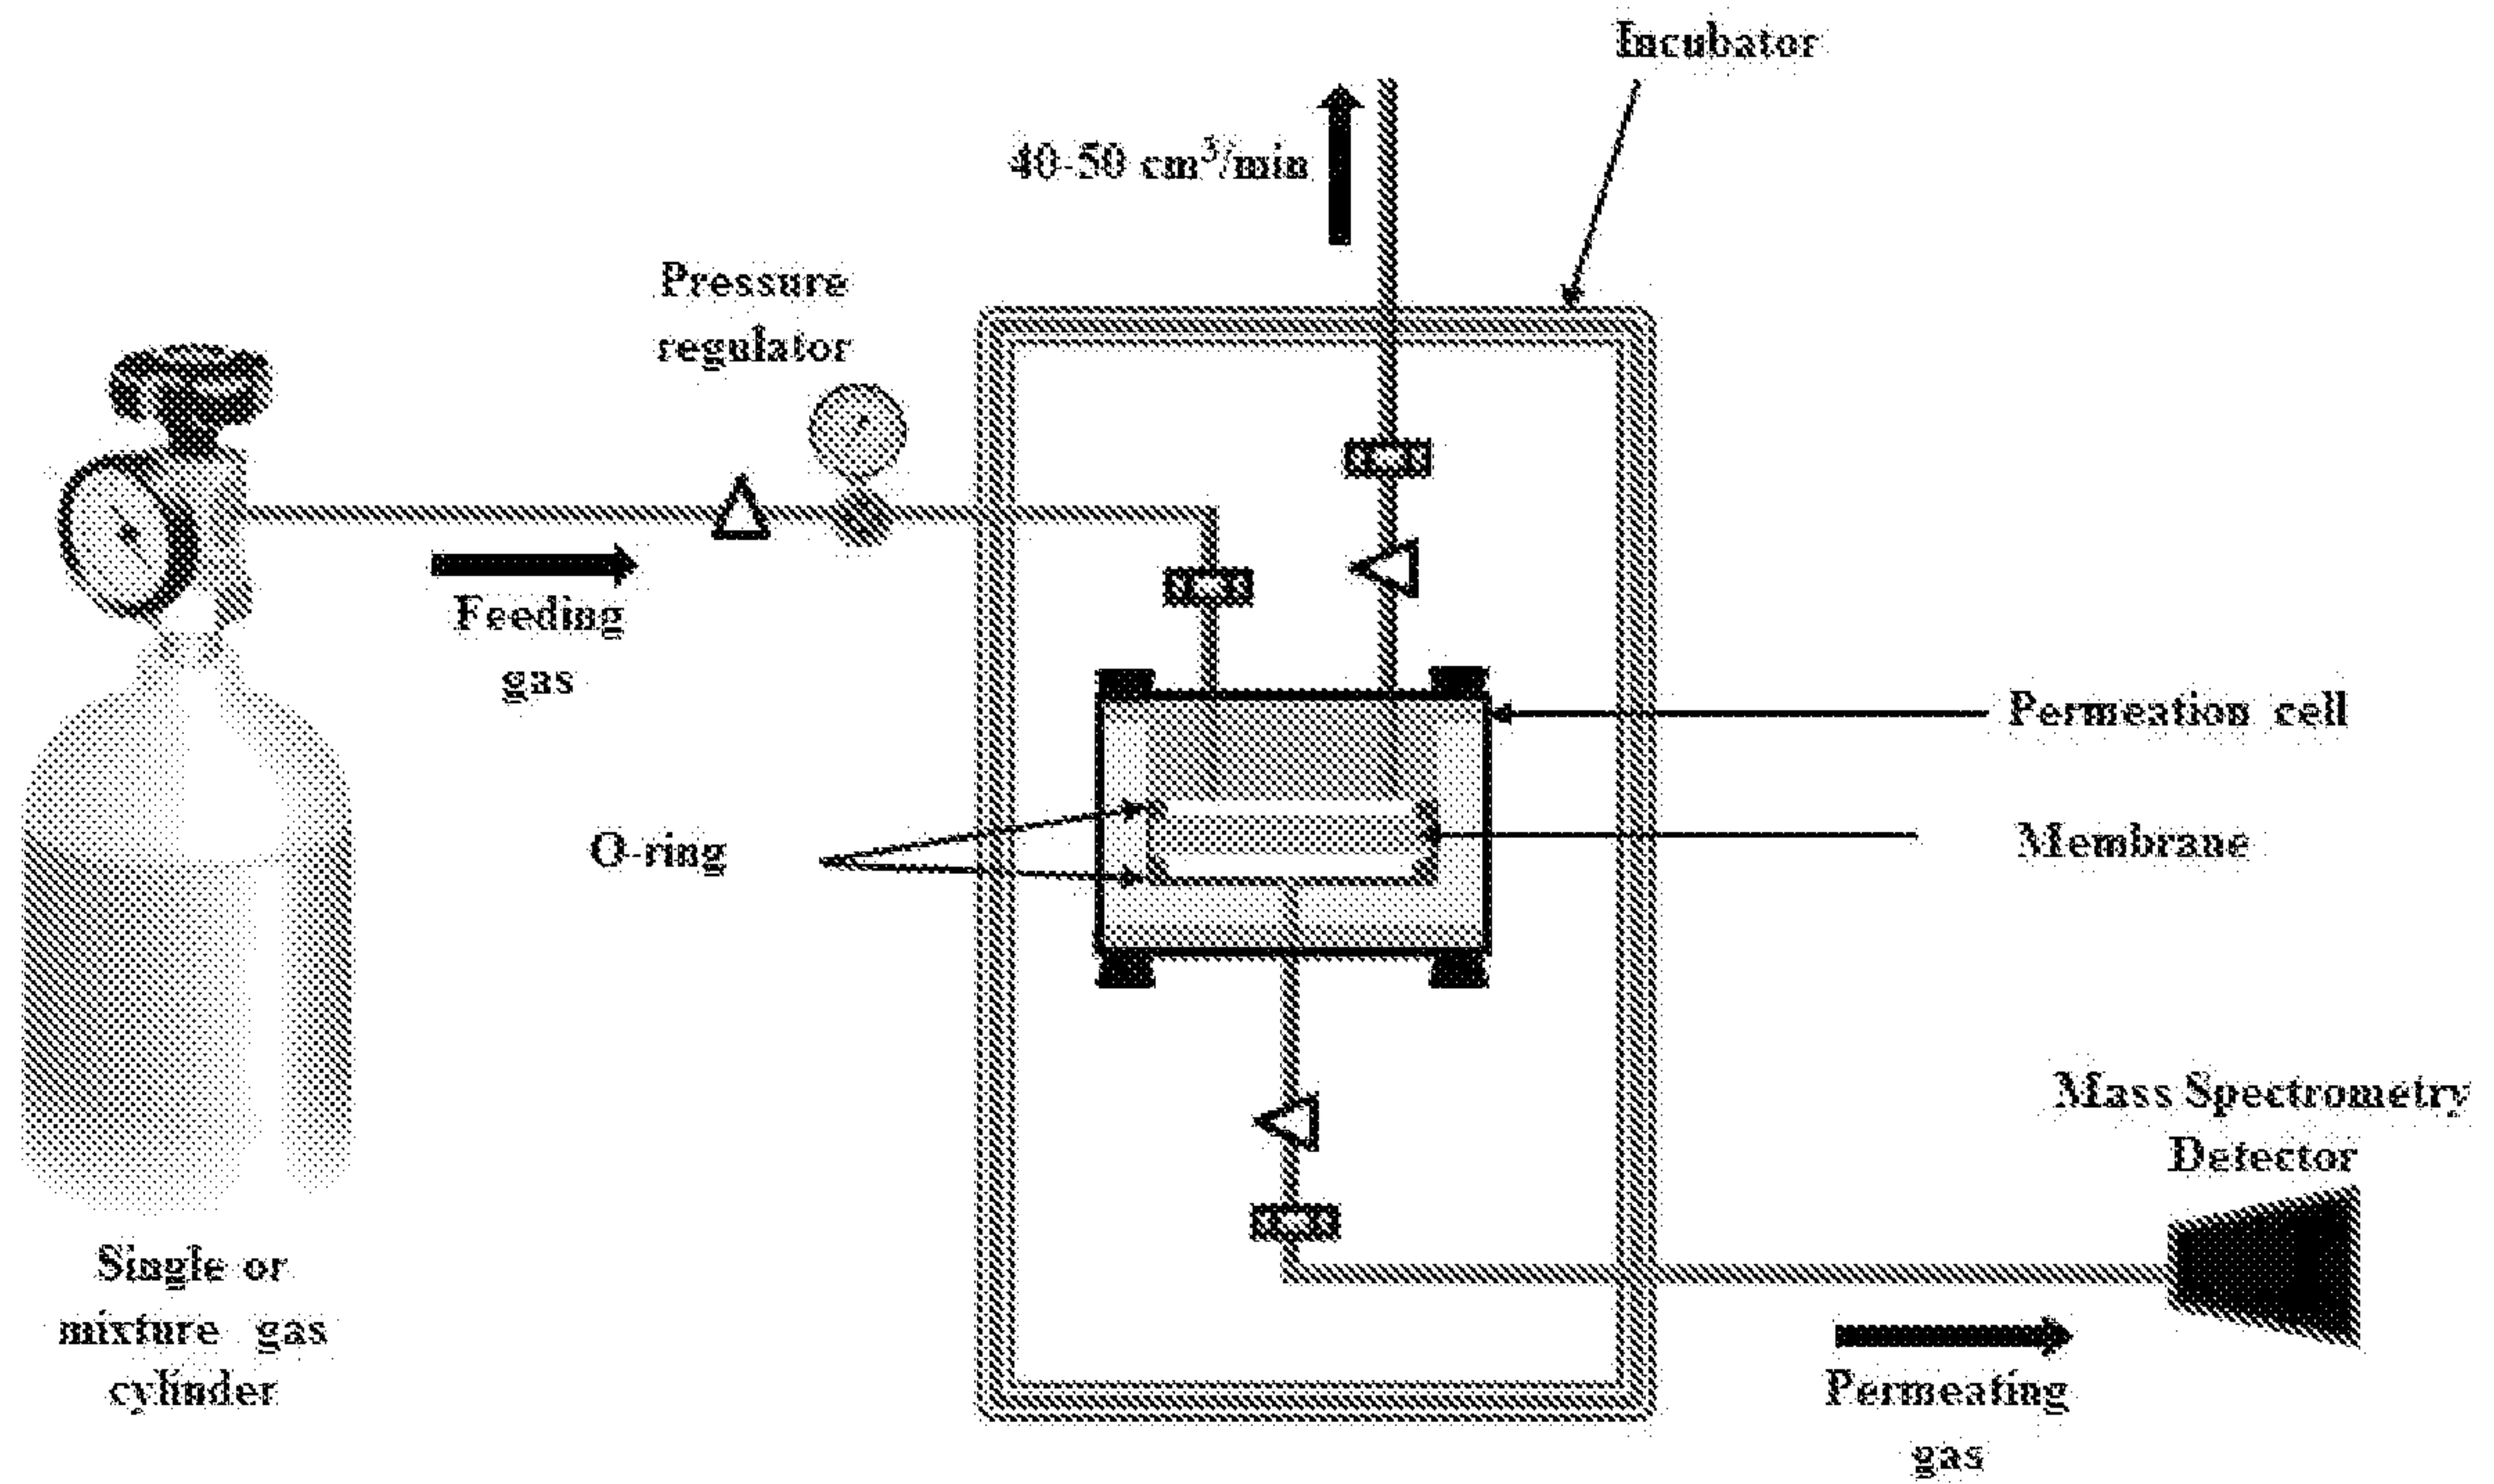 Incubator
40-50 cm³/min
Pressure
regulator
Feeding
gas
Permeation cell
O-ring
Membrane
Mass Spectrometry
Detector
Single or
mixture gas
cylinder
Permeating
gas